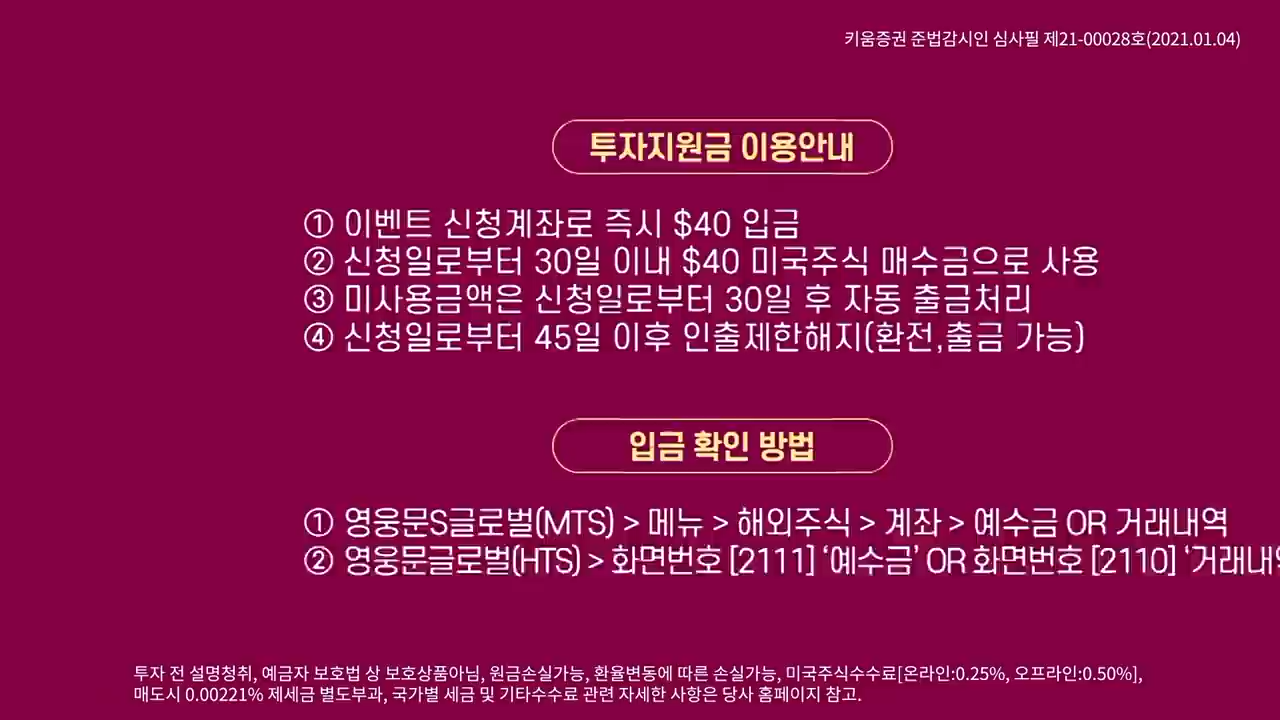 키움증권 준법감시인 심사필 제21-00028호(2021.01.04)
투자지원금 이용안내
① 이벤트 신청계좌로 즉시 $40 입금
② 신청일로부터 30일 이내 $40 미국주식 매수금으로 사용
③ 미사용금액은 신청일로부터 30일 후 자동 출금처리
④ 신청일로부터 45일 이후 인출제한해지(환전,출금 가능)
입금 확인 방법
① 영웅문S글로벌(MTS) > 메뉴 > 해외주식 > 계좌 > 예수금 OR 거래내역
② 영웅문글로벌(HTS) > 화면번호 [2111] ‘예수금’ OR 화면번호 [2110] ‘거래내
투자 전 설명청취, 예금자 보호법 상 보호상품아님, 원금손실가능, 환율변동에 따른 손실가능, 미국주식수수료[온라인:0.25%, 오프라인:0.50%],
매도시 0.00221% 제세금 별도부과, 국가별 세금 및 기타수수료 관련 자세한 사항은 당사 홈페이지 참고.